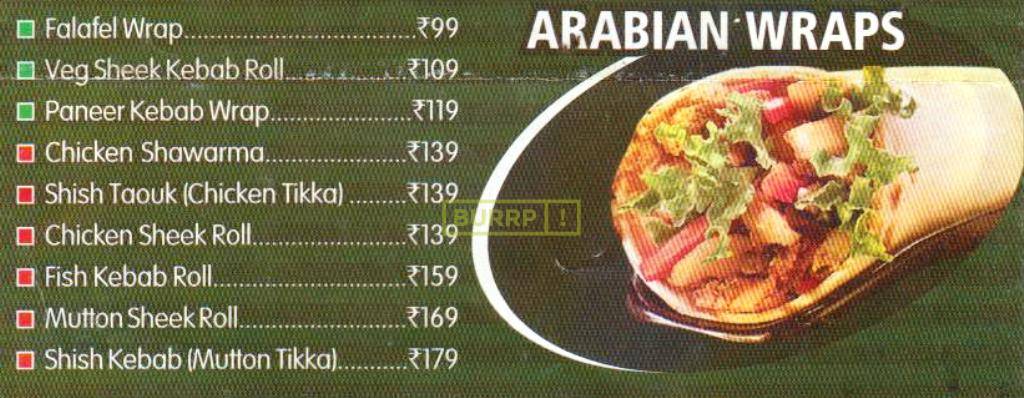 ARABIAN WRAPS
Falafel Wrap..................................₹99
Veg Sheek Kebab Roll..................₹109
Paneer Kebab Wrap.....................₹119
Chicken Shawarma......................₹139
Shish Taouk (Chicken Tikka) ........₹139
Chicken Sheek Roll.......................₹139
Fish Kebab Roll.............................₹159
Mutton Sheek Roll.........................₹169
Shish Kebab (Mutton Tikka)..........₹179
BURRP!